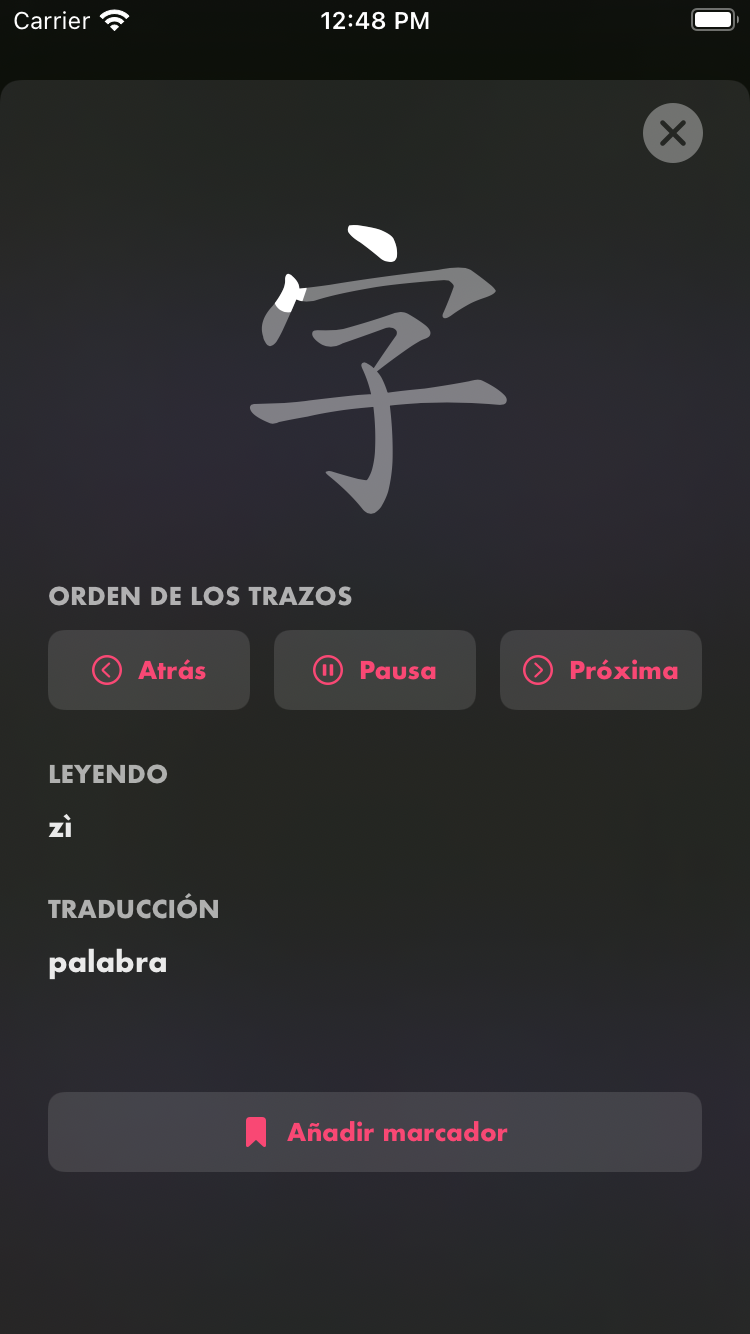 Carrier 12:48 PM
字
ORDEN DE LOS TRAZOS
Atrás Pausa Próxima
LEYENDO
zì
TRADUCCIÓN
palabra
Añadir marcador